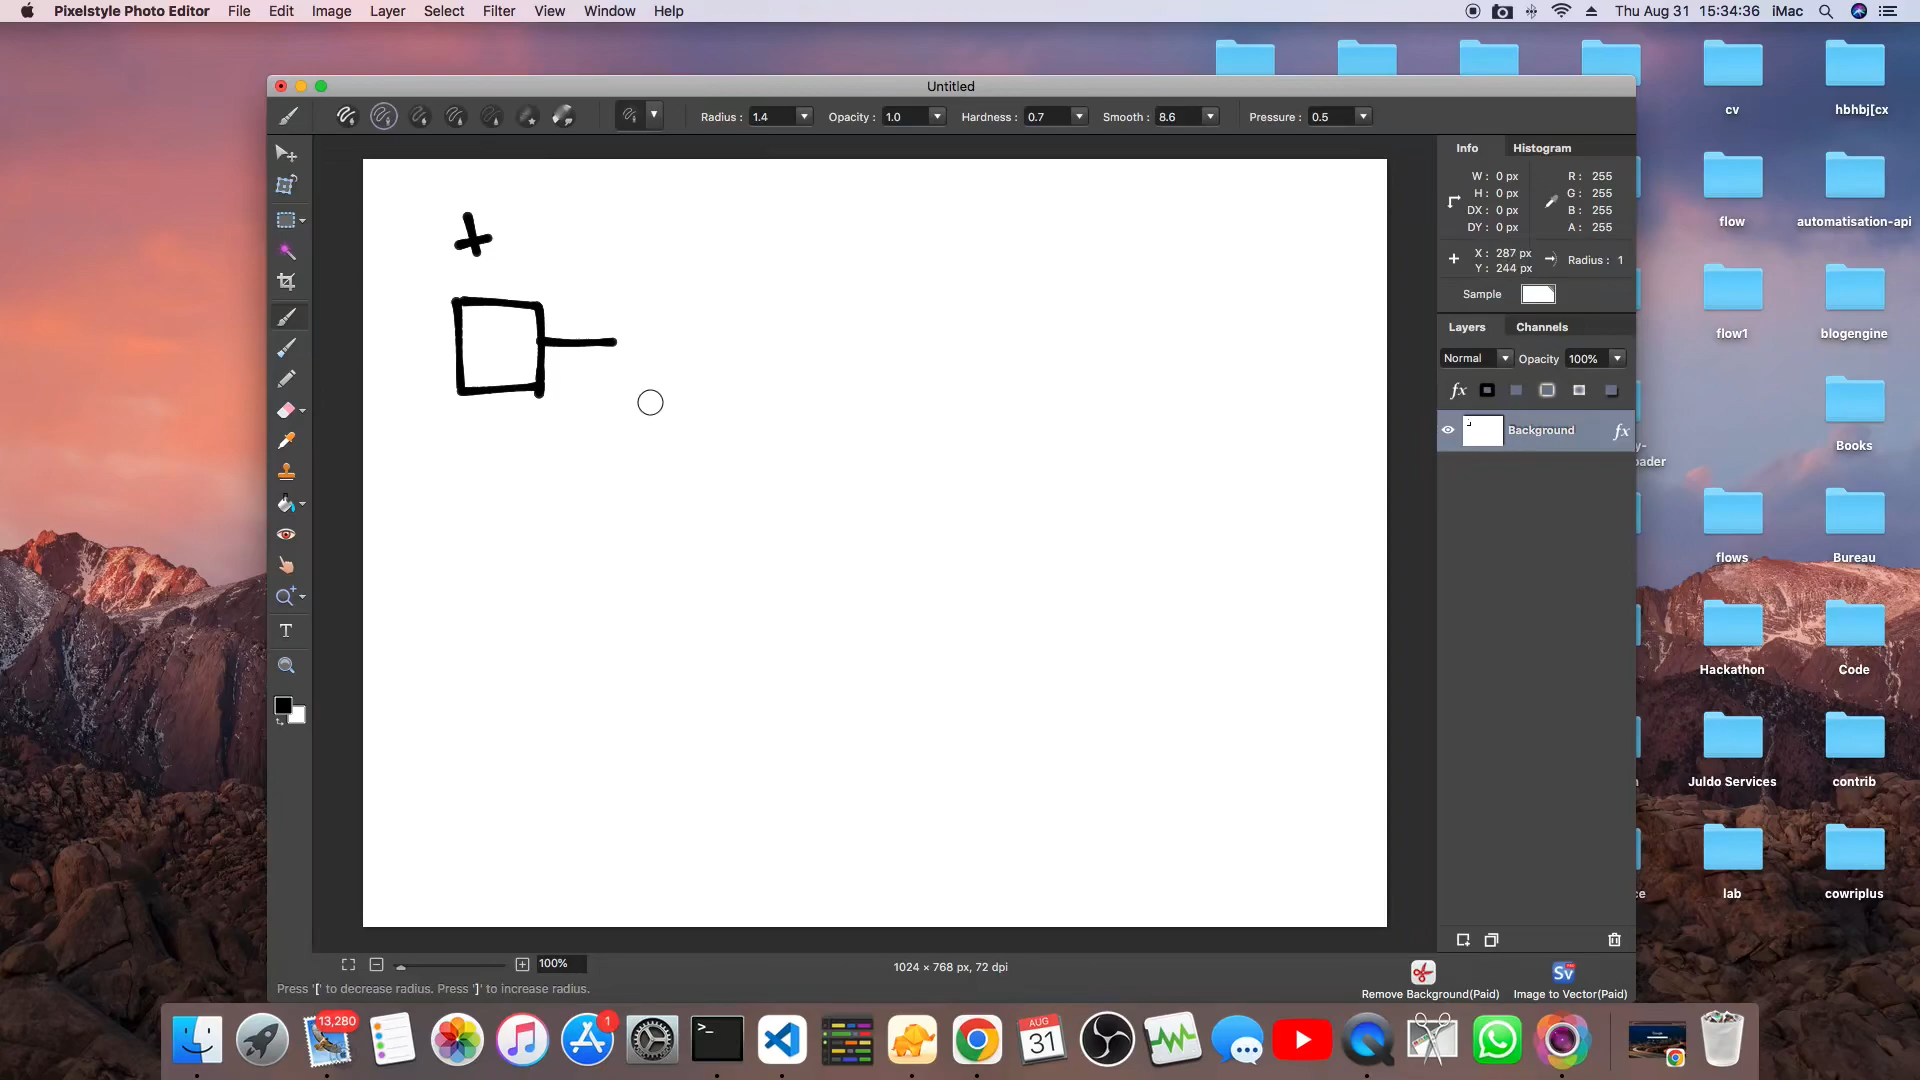 Pixelstyle Photo Editor File Edit Image Layer Select Filter View Window Help Thu Aug 31 15:34:36 iMac
Untitled
Radius : 1.4 Opacity : 1.0 Hardness : 0.7 Smooth : 8.6 Pressure : 0.5
Info Histogram
W : 0 px R : 255
H : 0 px G : 255
DX : 0 px B : 255
DY : 0 px A : 255
X : 287 px Radius : 1
Y : 244 px
Sample
Layers Channels
Normal Opacity 100%
fx
Background fx
T
cv hbhbj[cx
flow automatisation-api
flow1 blogengine
Books
flows Bureau
Hackathon Code
Juldo Services contrib
lab cowriplus
100%
1024 × 768 px, 72 dpi
Press '[' to decrease radius. Press ']' to increase radius.
Sv
Remove Background(Paid) Image to Vector(Paid)
13,280
1
>_
AUG
31